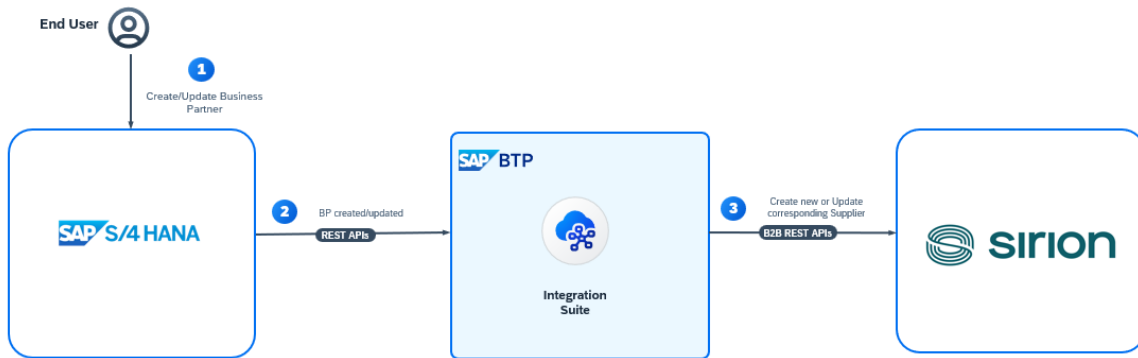 End User
1
Create/Update Business
Partner
SAP S/4HANA
2
BP created/updated
REST APIs
SAP BTP
Integration
Suite
3
Create new or Update
corresponding Supplier
B2B REST APIs
sirion